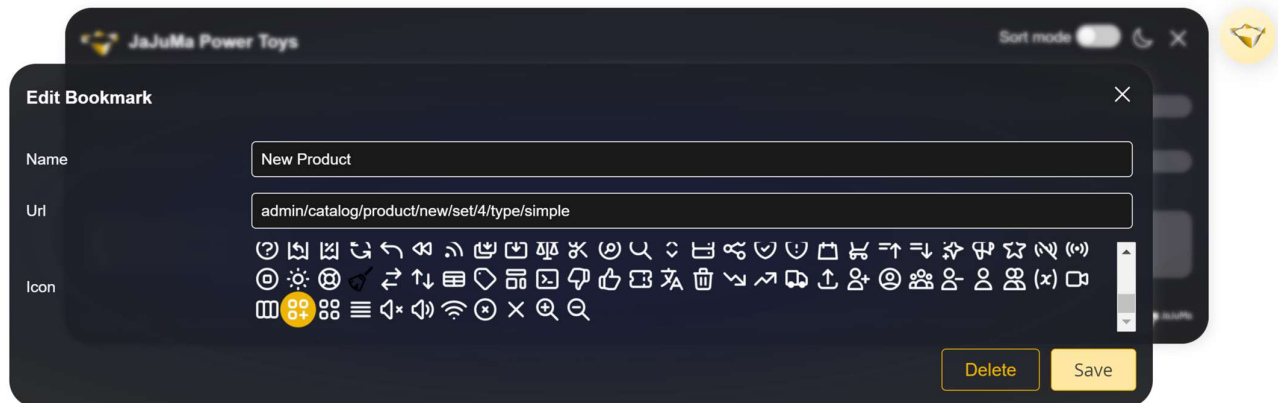 JaJuMa Power Toys
Sort mode
Edit Bookmark
Name
New Product
Url
admin/catalog/product/new/set/4/type/simple
Icon
JaJuMa
Delete
Save